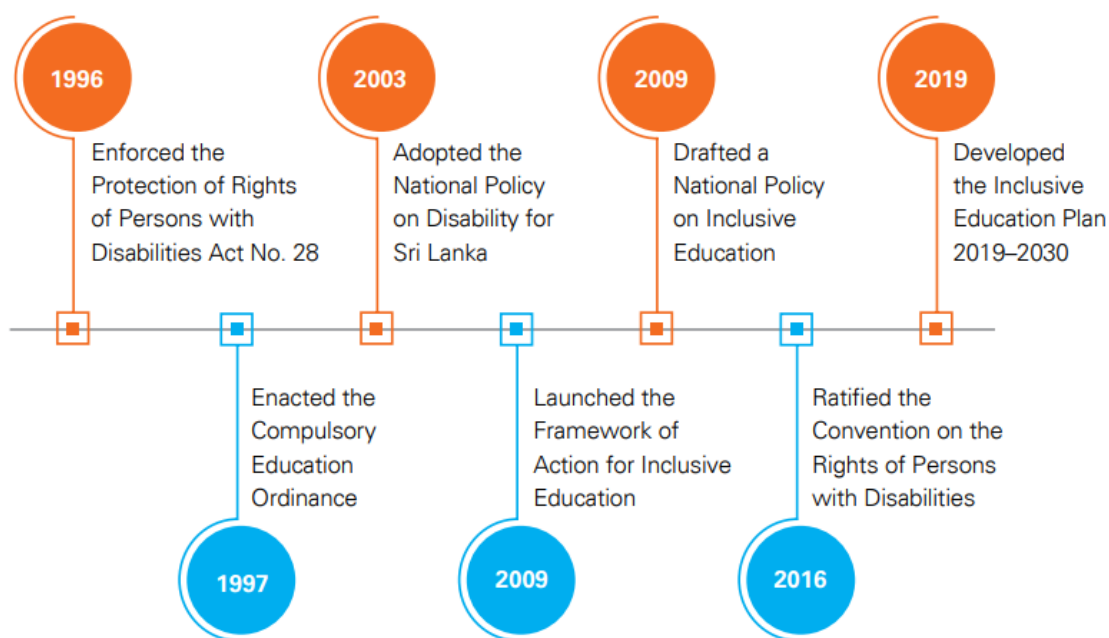 1996
Enforced the
Protection of Rights
of Persons with
Disabilities Act No. 28
1997
Enacted the
Compulsory
Education
Ordinance
2003
Adopted the
National Policy
on Disability for
Sri Lanka
2009
Launched the
Framework of
Action for Inclusive
Education
2009
Drafted a
National Policy
on Inclusive
Education
2016
Ratified the
Convention on the
Rights of Persons
with Disabilities
2019
Developed
the Inclusive
Education Plan
2019–2030